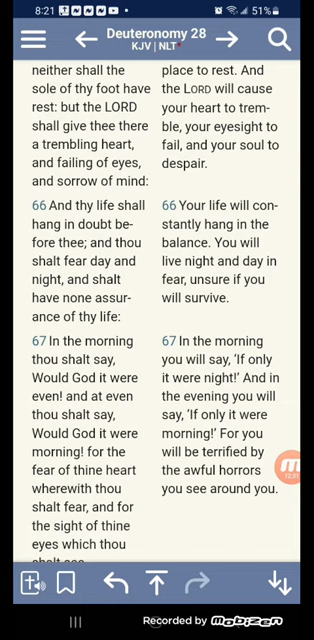 8:21
51%
Deuteronomy 28
KJV | NLT
neither shall the
sole of thy foot have
rest: but the LORD
shall give thee there
a trembling heart,
and failing of eyes,
and sorrow of mind:
66 And thy life shall
hang in doubt be-
fore thee; and thou
shalt fear day and
night, and shalt
have none assur-
ance of thy life:
67 In the morning
thou shalt say,
Would God it were
even! and at even
thou shalt say,
Would God it were
morning! for the
fear of thine heart
wherewith thou
shalt fear, and for
the sight of thine
eyes which thou
shalt see
place to rest. And
the LORD will cause
your heart to trem-
ble, your eyesight to
fail, and your soul to
despair.
66 Your life will con-
stantly hang in the
balance. You will
live night and day in
fear, unsure if you
will survive.
67 In the morning
you will say, ‘If only
it were night!’ And in
the evening you will
say, ‘If only it were
morning!’ For you
will be terrified by
the awful horrors
you see around you.
Recorded by Mobizen